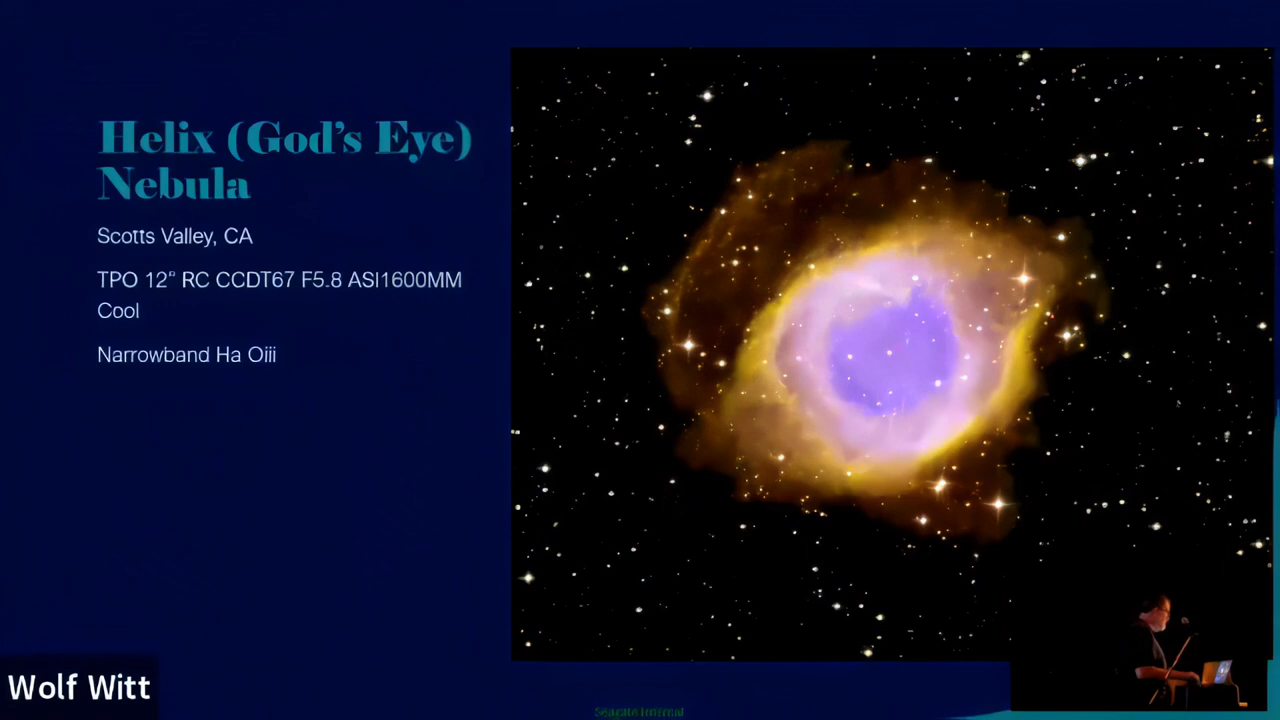 Helix (God's Eye)
Nebula
Scotts Valley, CA
TPO 12" RC CCDT67 F5.8 ASI1600MM
Cool
Narrowband Ha Oiii
Wolf Witt